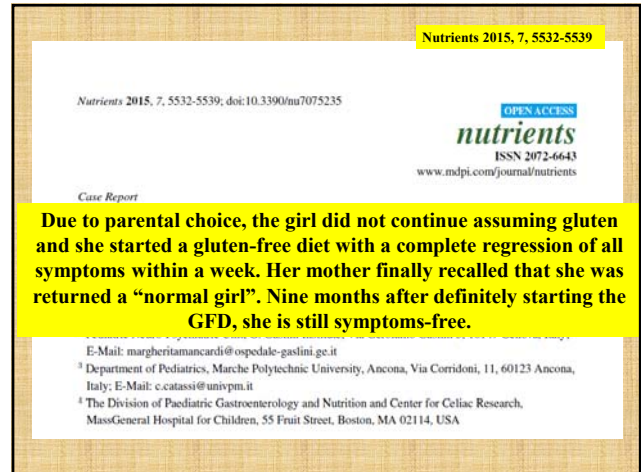 Nutrients 2015, 7, 5532-5539
Nutrients 2015, 7, 5532-5539; doi:10.3390/nu7075235
OPEN ACCESS
nutrients
ISSN 2072-6643
www.mdpi.com/journal/nutrients
Case Report
Due to parental choice, the girl did not continue assuming gluten
and she started a gluten-free diet with a complete regression of all
symptoms within a week. Her mother finally recalled that she was
returned a “normal girl”. Nine months after definitely starting the
GFD, she is still symptoms-free.
E-Mail: margheritamancardi@ospedale-gaslini.ge.it
3 Department of Pediatrics, Marche Polytechnic University, Ancona, Via Corridoni, 11, 60123 Ancona,
Italy; E-Mail: c.catassi@univpm.it
4 The Division of Paediatric Gastroenterology and Nutrition and Center for Celiac Research,
MassGeneral Hospital for Children, 55 Fruit Street, Boston, MA 02114, USA